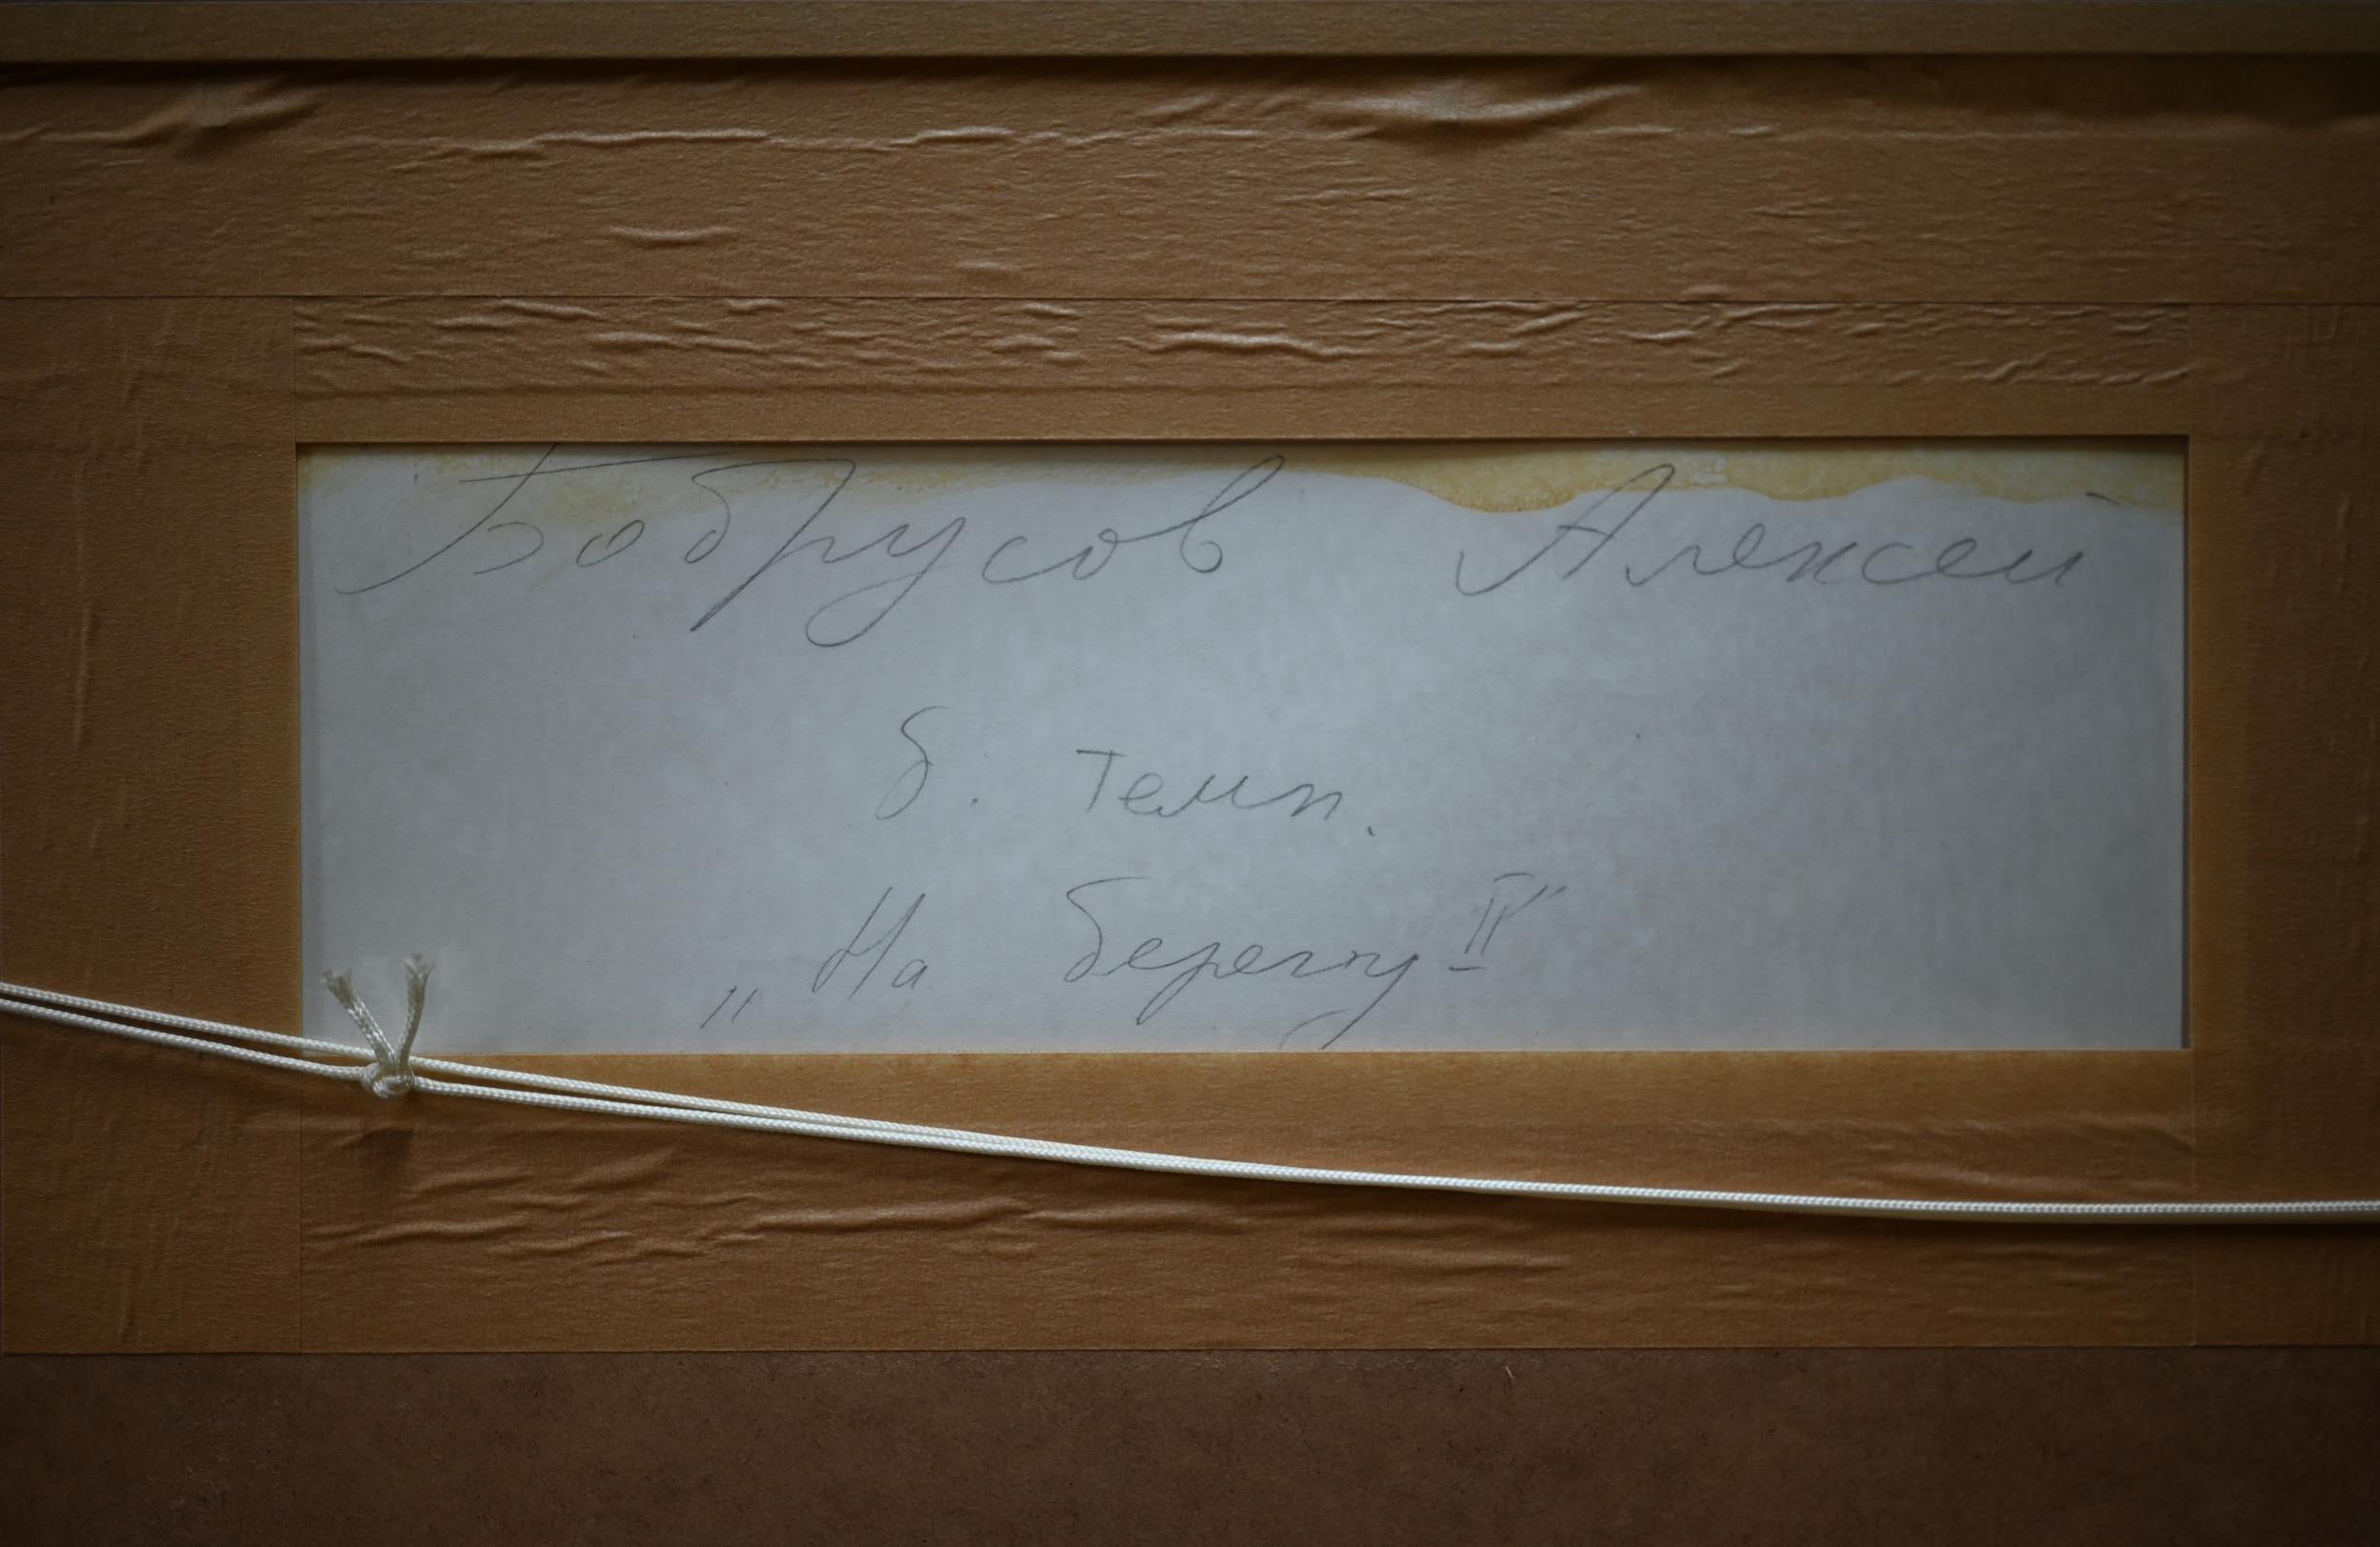 Бобрусов Алексей
б. темп.
„На берегу II"